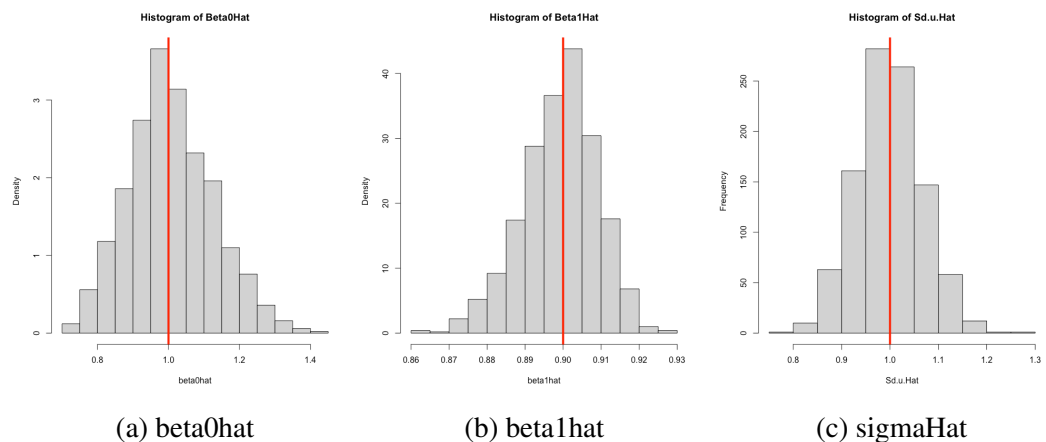 Histogram of Beta0Hat
Density
0 1 2 3
0.8 1.0 1.2 1.4
beta0hat
(a) beta0hat
Histogram of Beta1Hat
Density
0 10 20 30 40
0.86 0.87 0.88 0.89 0.90 0.91 0.92 0.93
beta1hat
(b) beta1hat
Histogram of Sd.u.Hat
Frequency
0 50 100 150 200 250
0.8 0.9 1.0 1.1 1.2 1.3
Sd.u.Hat
(c) sigmaHat